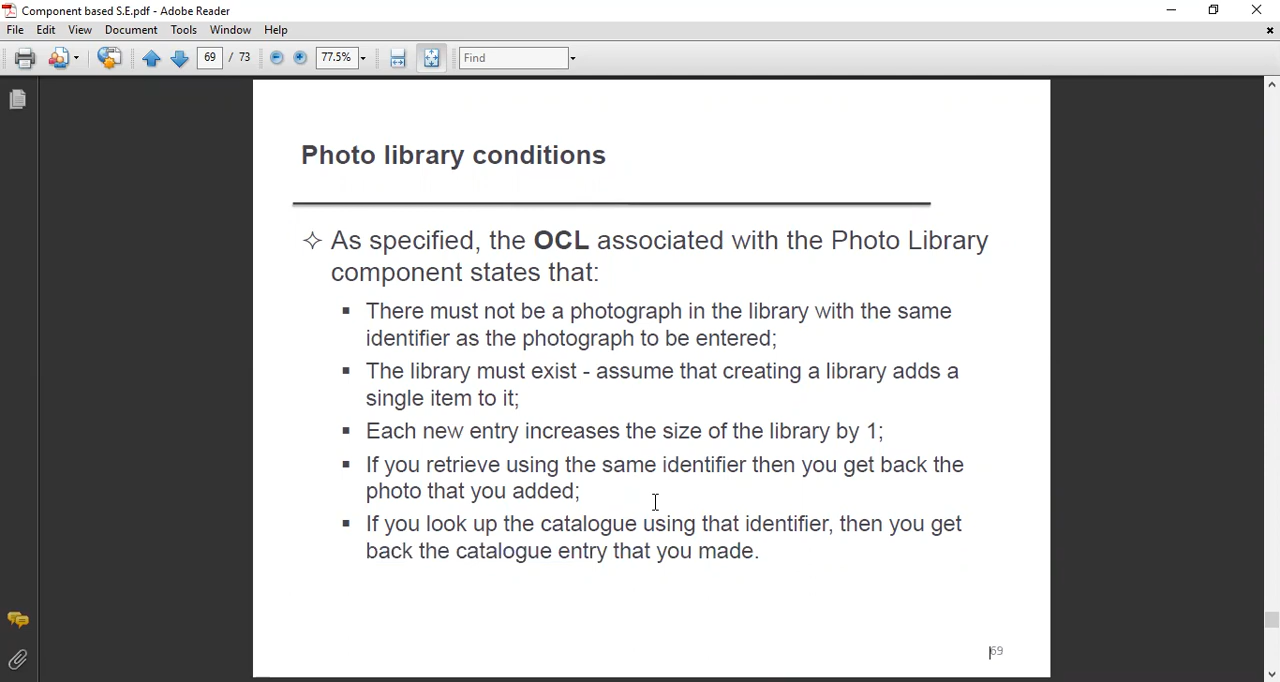 Component based S.E.pdf - Adobe Reader
File Edit View Document Tools Window Help
69 / 73 77.5% Find
Photo library conditions
✧ As specified, the OCL associated with the Photo Library
component states that:
▪ There must not be a photograph in the library with the same
identifier as the photograph to be entered;
▪ The library must exist - assume that creating a library adds a
single item to it;
▪ Each new entry increases the size of the library by 1;
▪ If you retrieve using the same identifier then you get back the
photo that you added;
▪ If you look up the catalogue using that identifier, then you get
back the catalogue entry that you made.
69